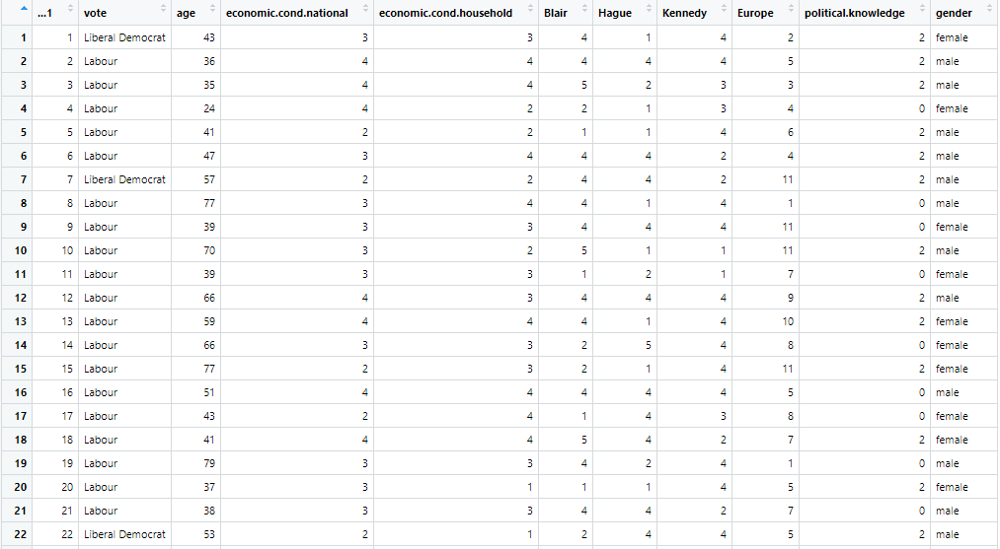 ...1 vote age economic.cond.national economic.cond.household Blair Hague Kennedy Europe political.knowledge gender
1 1 Liberal Democrat 43 3 3 4 1 4 2 2 female
2 2 Labour 36 4 4 4 4 4 5 2 male
3 3 Labour 35 4 4 5 2 3 3 2 male
4 4 Labour 24 4 2 2 1 3 4 0 female
5 5 Labour 41 2 2 1 1 4 6 2 male
6 6 Labour 47 3 4 4 4 2 4 2 male
7 7 Liberal Democrat 57 2 2 4 4 2 11 2 male
8 8 Labour 77 3 4 4 1 4 1 0 male
9 9 Labour 39 3 3 4 4 4 11 0 female
10 10 Labour 70 3 2 5 1 1 11 2 male
11 11 Labour 39 3 3 1 2 1 7 0 female
12 12 Labour 66 4 3 4 4 4 9 2 male
13 13 Labour 59 4 4 4 1 4 10 2 female
14 14 Labour 66 3 3 2 5 4 8 0 female
15 15 Labour 77 2 3 2 1 4 11 2 female
16 16 Labour 51 4 4 4 4 4 5 0 male
17 17 Labour 43 2 4 1 4 3 8 0 female
18 18 Labour 41 4 4 5 4 2 7 2 female
19 19 Labour 79 3 3 4 2 4 1 0 male
20 20 Labour 37 3 1 1 1 4 5 2 female
21 21 Labour 38 3 3 4 4 2 7 0 male
22 22 Liberal Democrat 53 2 1 2 4 4 5 2 male